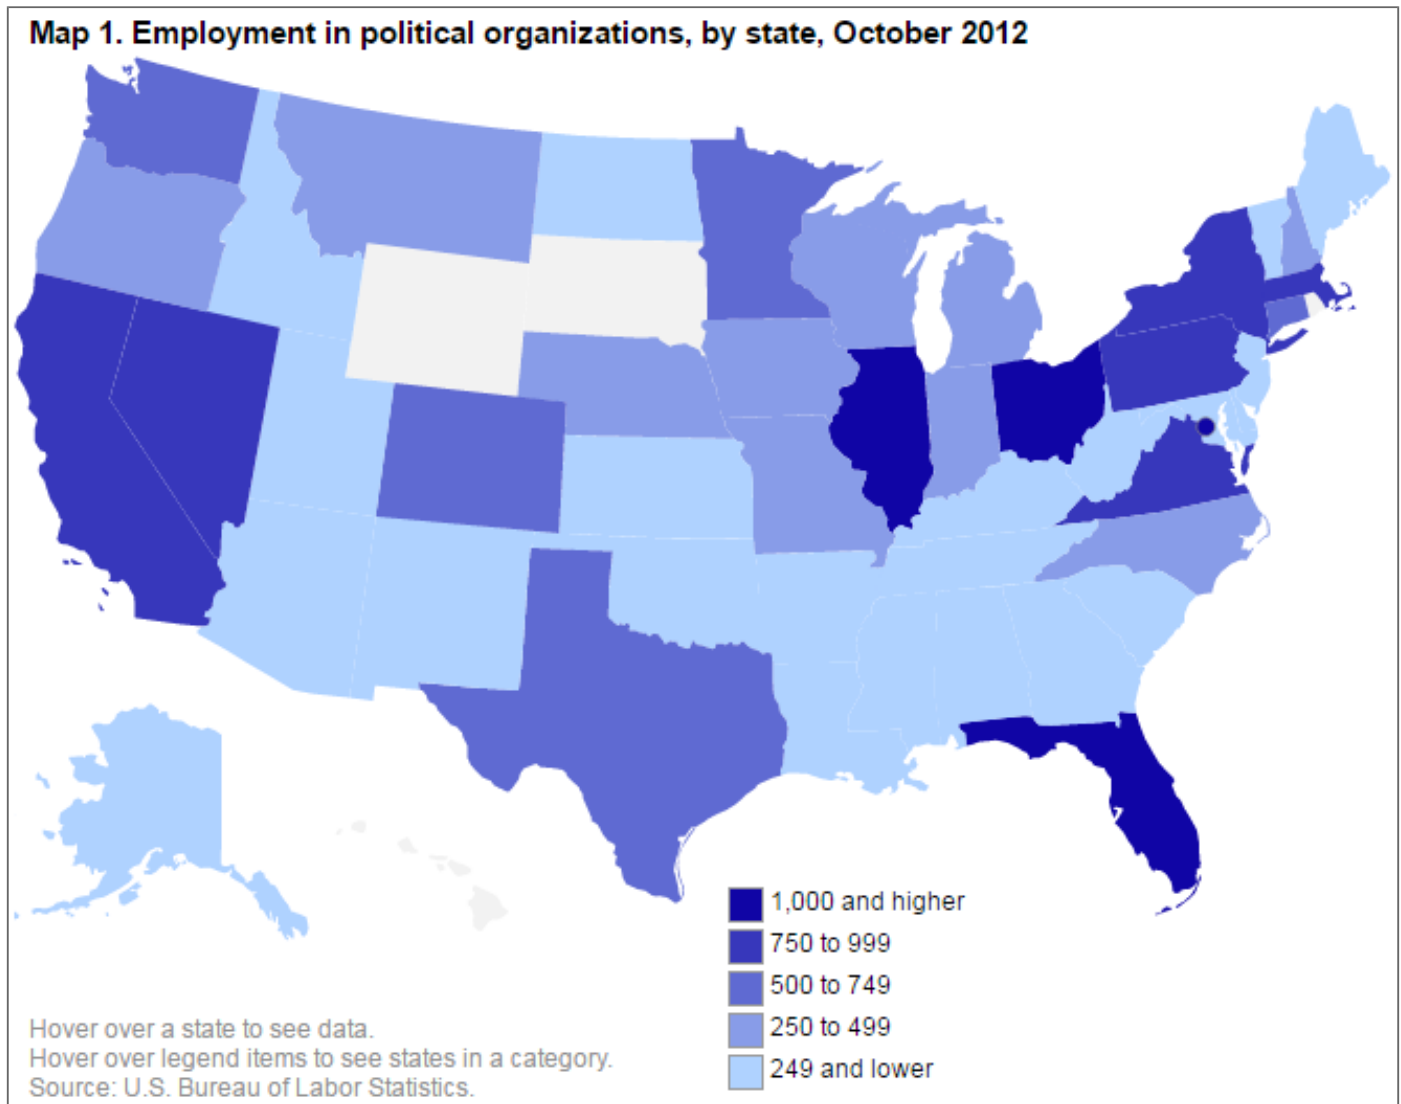 Map 1. Employment in political organizations, by state, October 2012
1,000 and higher
750 to 999
500 to 749
250 to 499
249 and lower
Hover over a state to see data.
Hover over legend items to see states in a category.
Source: U.S. Bureau of Labor Statistics.